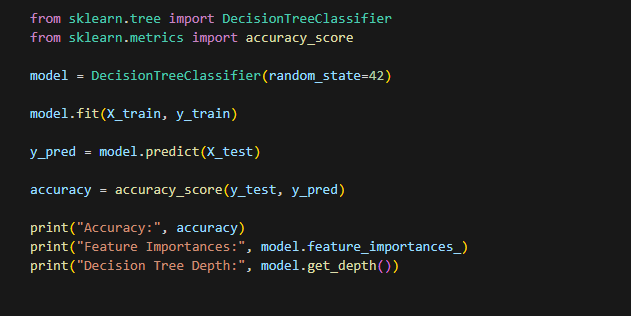 from sklearn.tree import DecisionTreeClassifier
from sklearn.metrics import accuracy_score
model = DecisionTreeClassifier(random_state=42)
model.fit(X_train, y_train)
y_pred = model.predict(X_test)
accuracy = accuracy_score(y_test, y_pred)
print("Accuracy:", accuracy)
print("Feature Importances:", model.feature_importances_)
print("Decision Tree Depth:", model.get_depth())